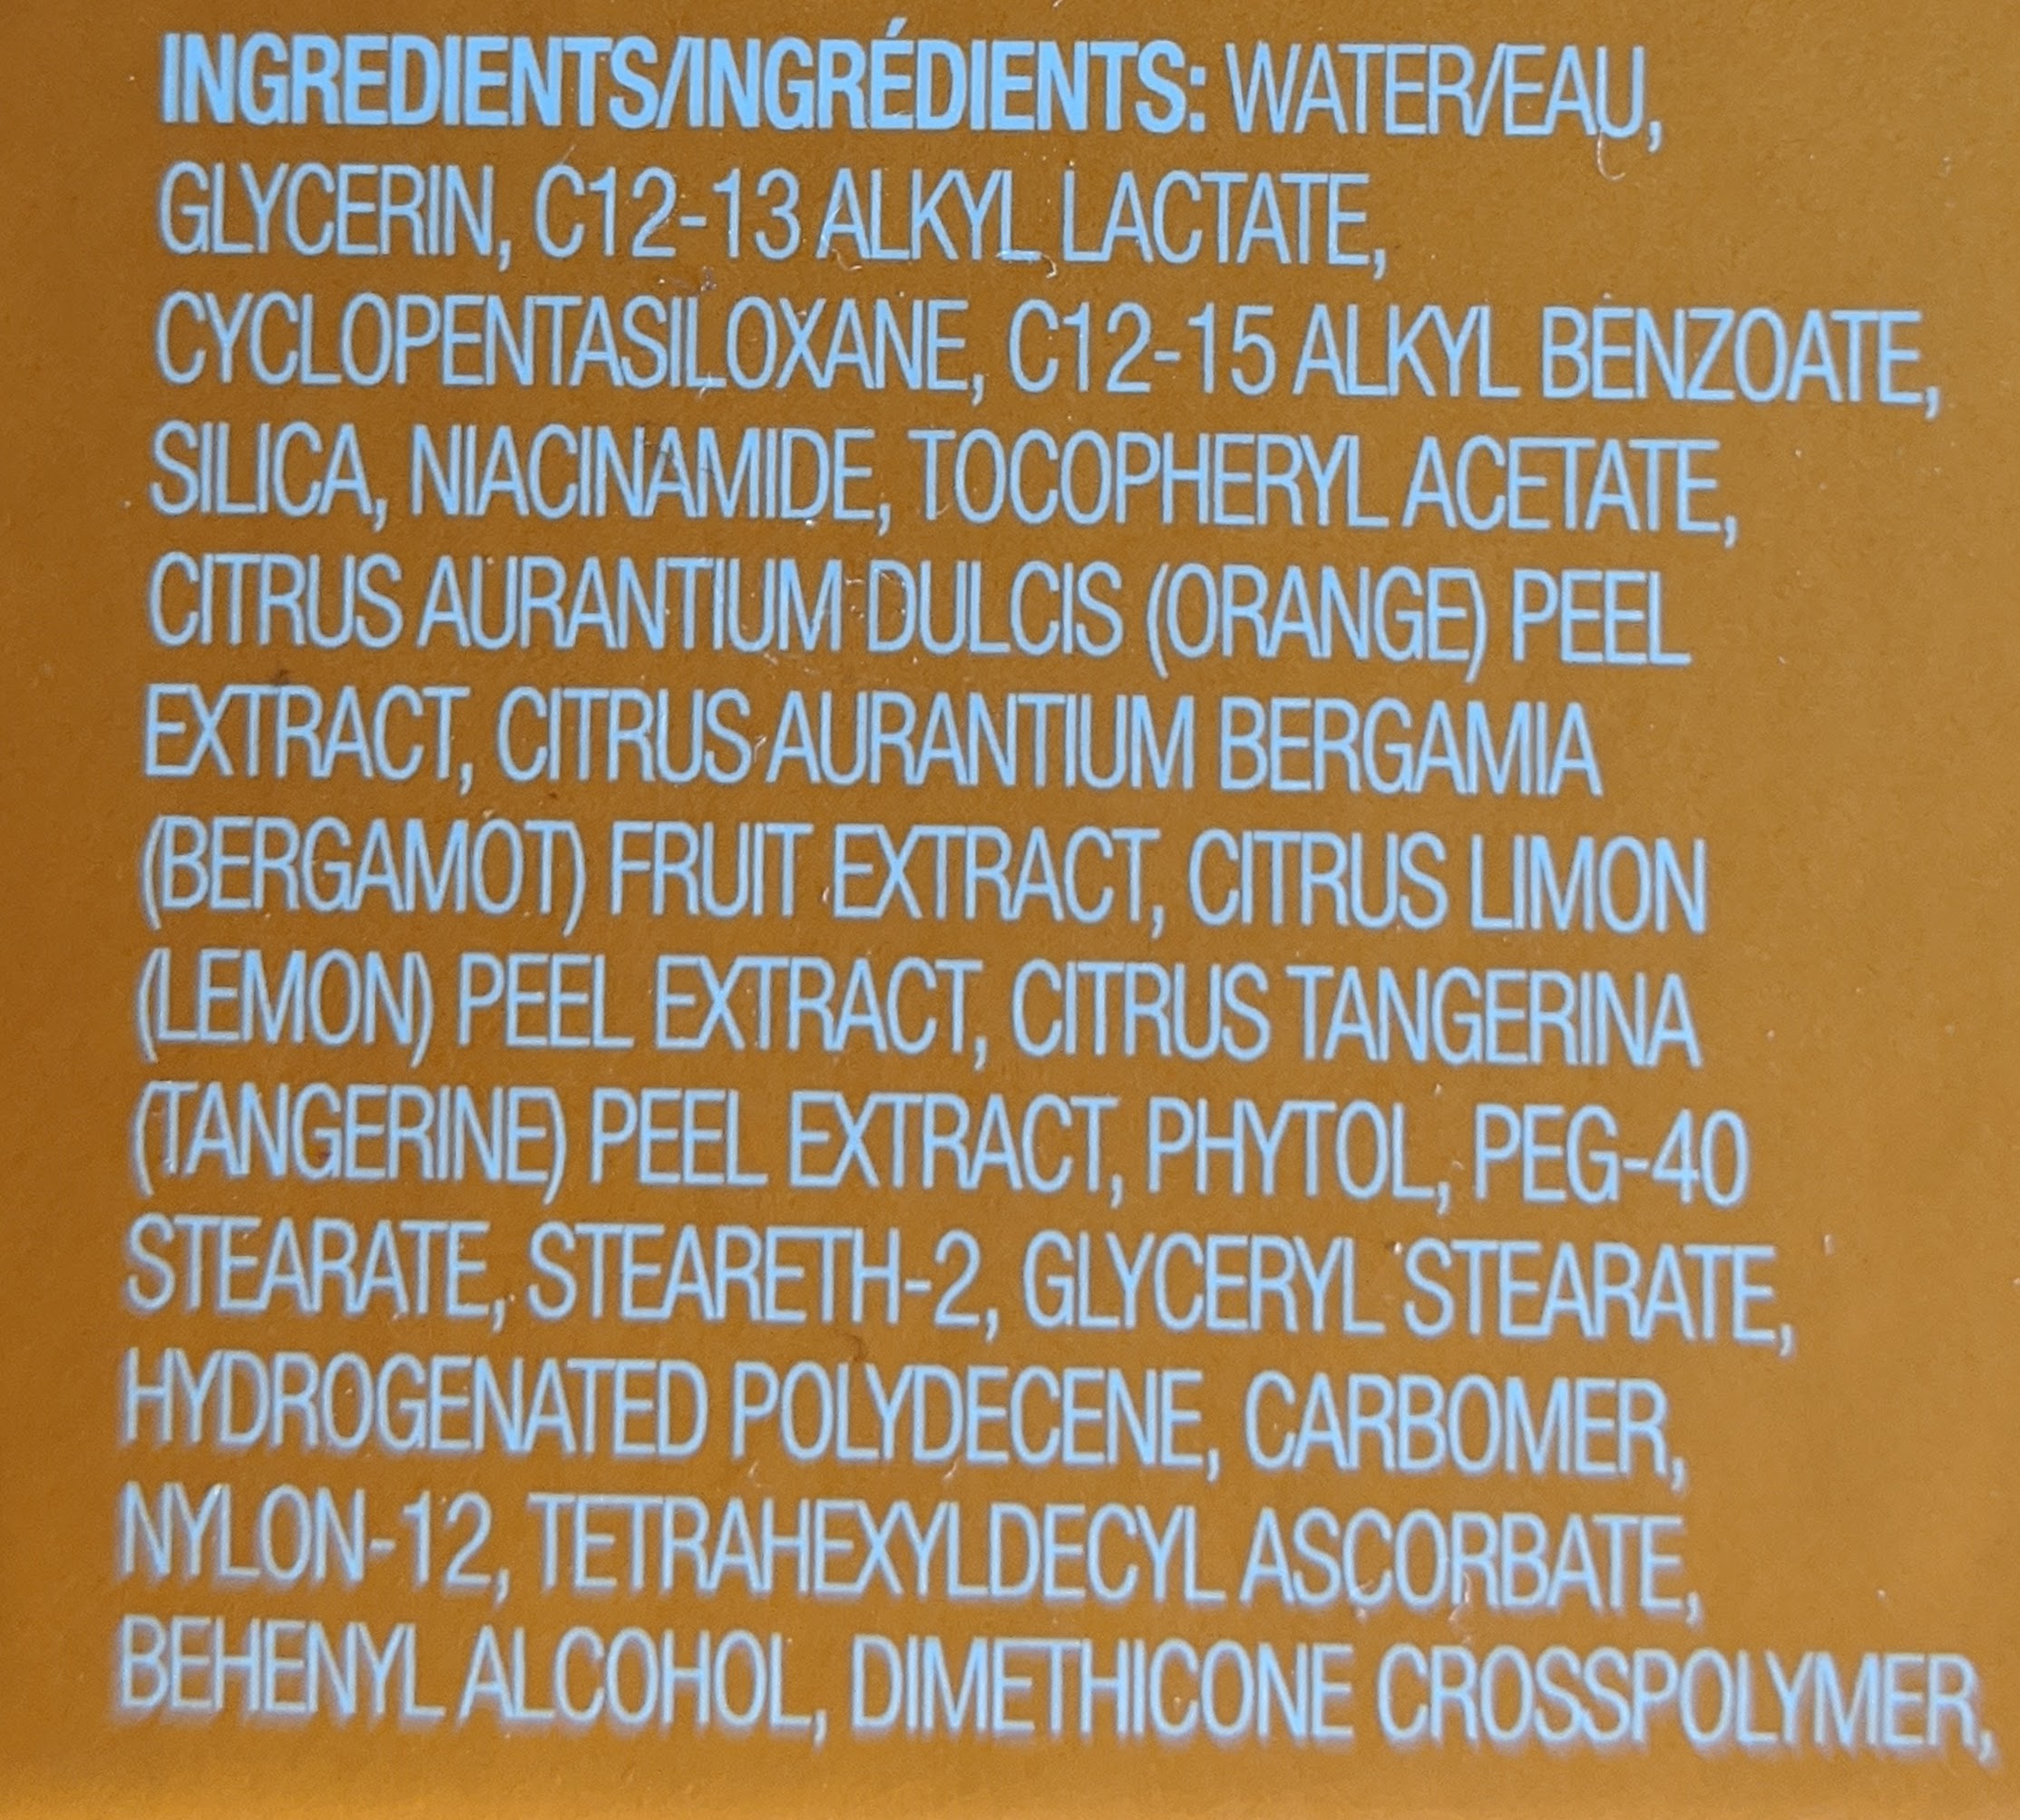 INGREDIENTS/INGRÉDIENTS: WATER/EAU,
GLYCERIN, C12-13 ALKYL LACTATE,
CYCLOPENTASILOXANE, C12-15 ALKYL BENZOATE,
SILICA, NIACINAMIDE, TOCOPHERYL ACETATE,
CITRUS AURANTIUM DULCIS (ORANGE) PEEL
EXTRACT, CITRUS AURANTIUM BERGAMIA
(BERGAMOT) FRUIT EXTRACT, CITRUS LIMON
(LEMON) PEEL EXTRACT, CITRUS TANGERINA
(TANGERINE) PEEL EXTRACT, PHYTOL, PEG-40
STEARATE, STEARETH-2, GLYCERYL STEARATE,
HYDROGENATED POLYDECENE, CARBOMER,
NYLON-12, TETRAHEXYLDECYL ASCORBATE,
BEHENYL ALCOHOL, DIMETHICONE CROSSPOLYMER,